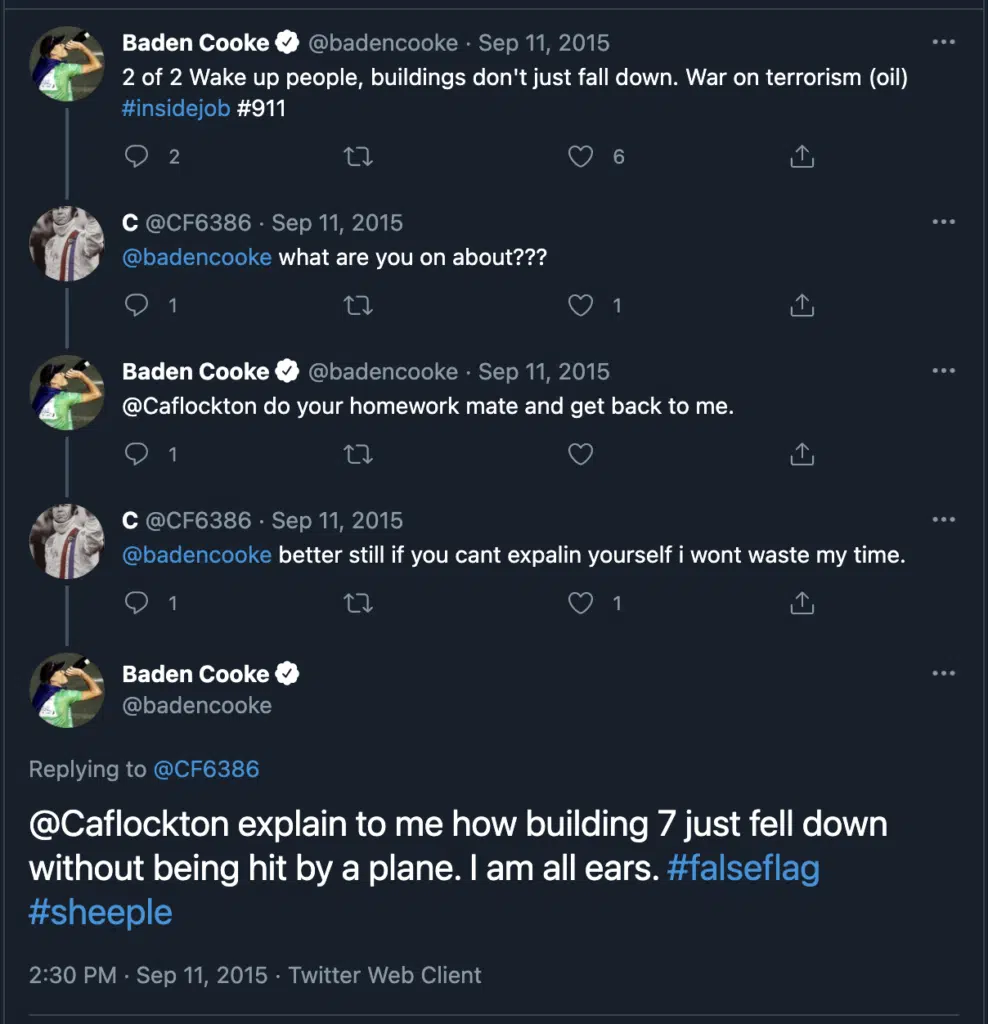 Baden Cooke @badencooke · Sep 11, 2015
2 of 2 Wake up people, buildings don't just fall down. War on terrorism (oil)
#insidejob #911
2 6
C @CF6386 · Sep 11, 2015
@badencooke what are you on about???
1 1
Baden Cooke @badencooke · Sep 11, 2015
@Caflockton do your homework mate and get back to me.
1
C @CF6386 · Sep 11, 2015
@badencooke better still if you cant expalin yourself i wont waste my time.
1 1
Baden Cooke
@badencooke
Replying to @CF6386
@Caflockton explain to me how building 7 just fell down
without being hit by a plane. I am all ears. #falseflag
#sheeple
2:30 PM · Sep 11, 2015 · Twitter Web Client